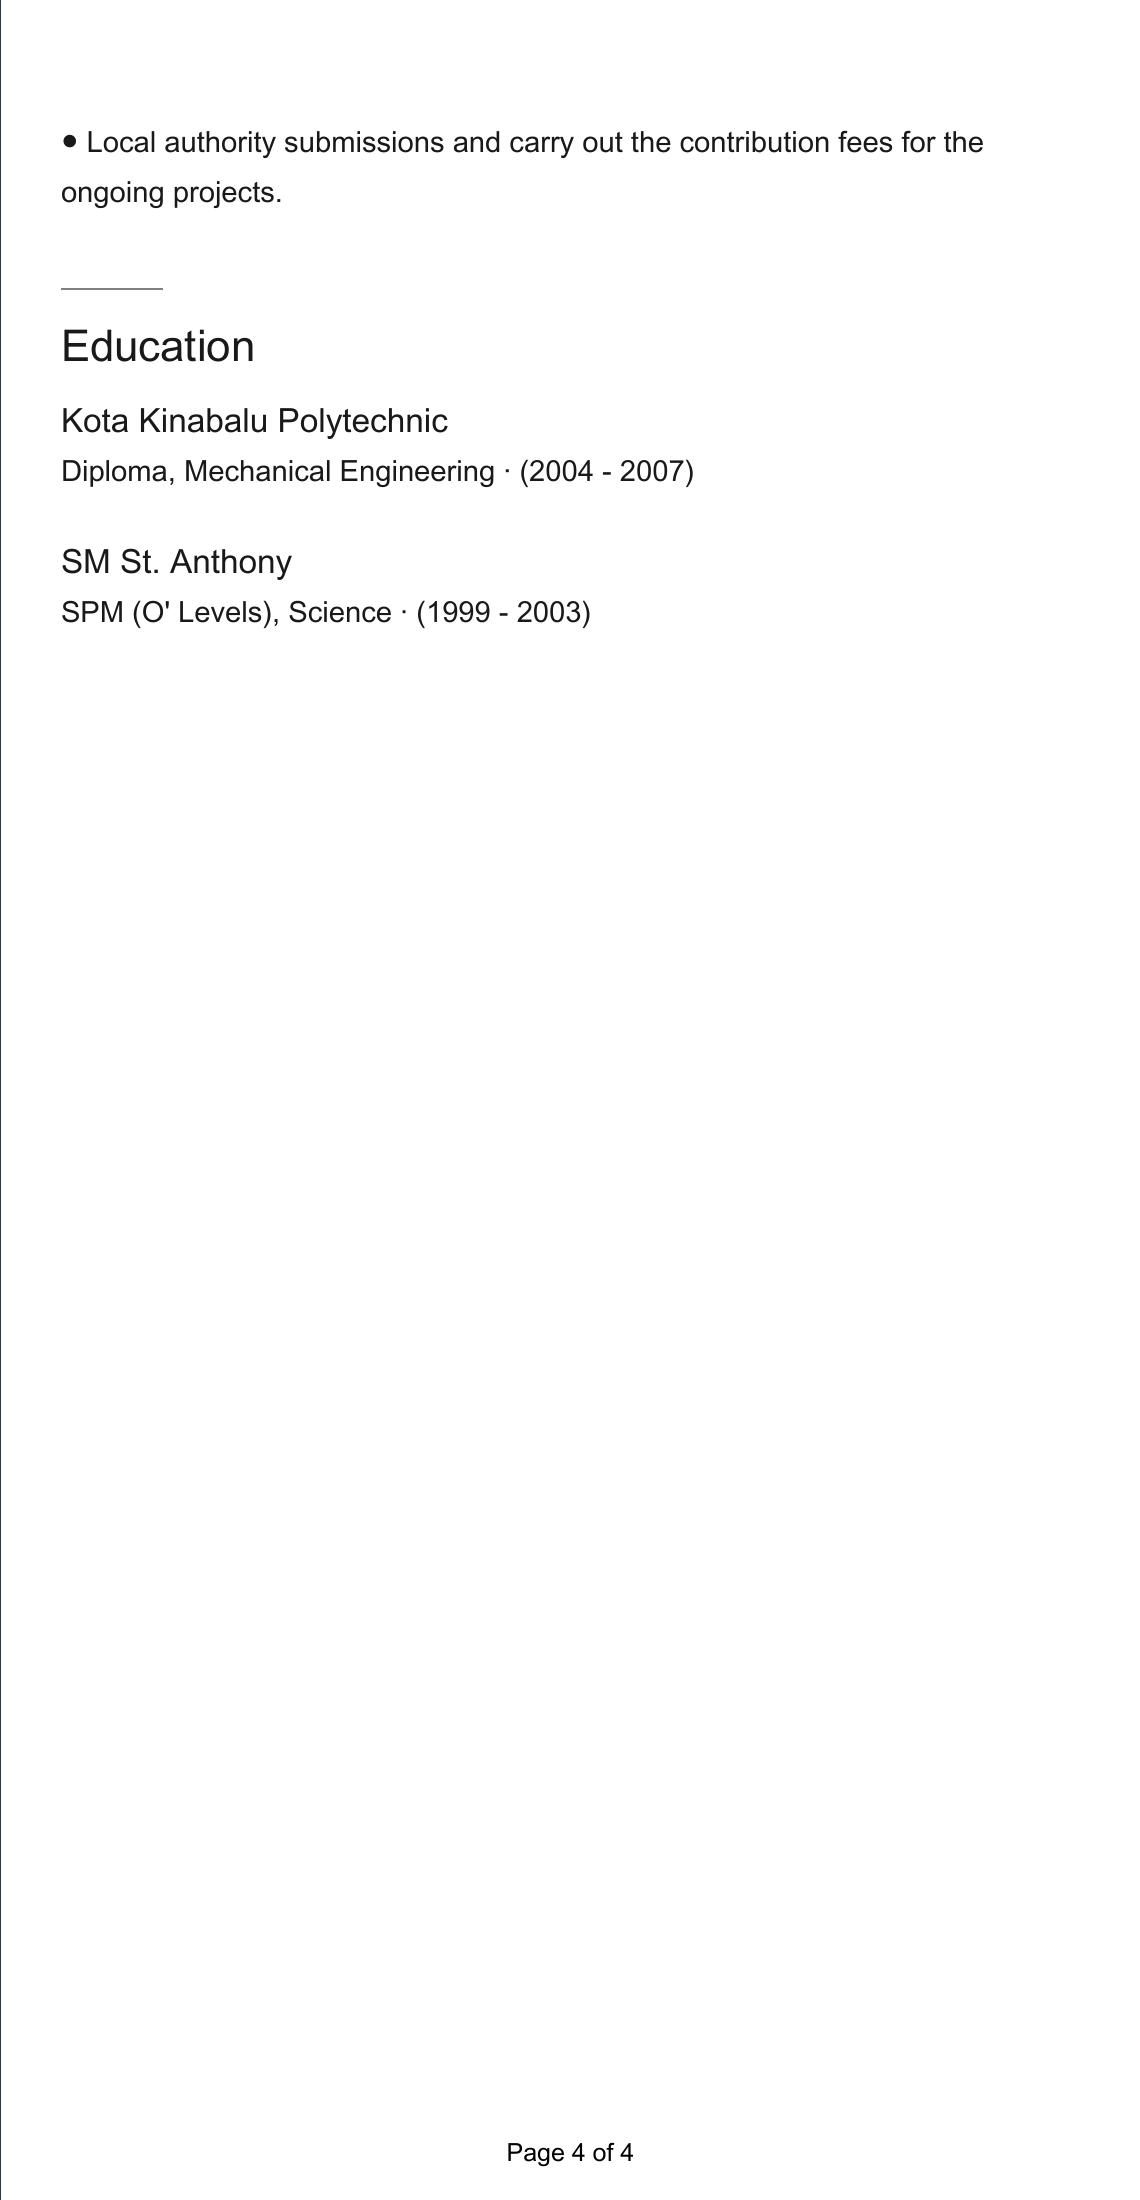 ● Local authority submissions and carry out the contribution fees for the
ongoing projects.
Education
Kota Kinabalu Polytechnic
Diploma, Mechanical Engineering · (2004 - 2007)
SM St. Anthony
SPM (O' Levels), Science · (1999 - 2003)
Page 4 of 4